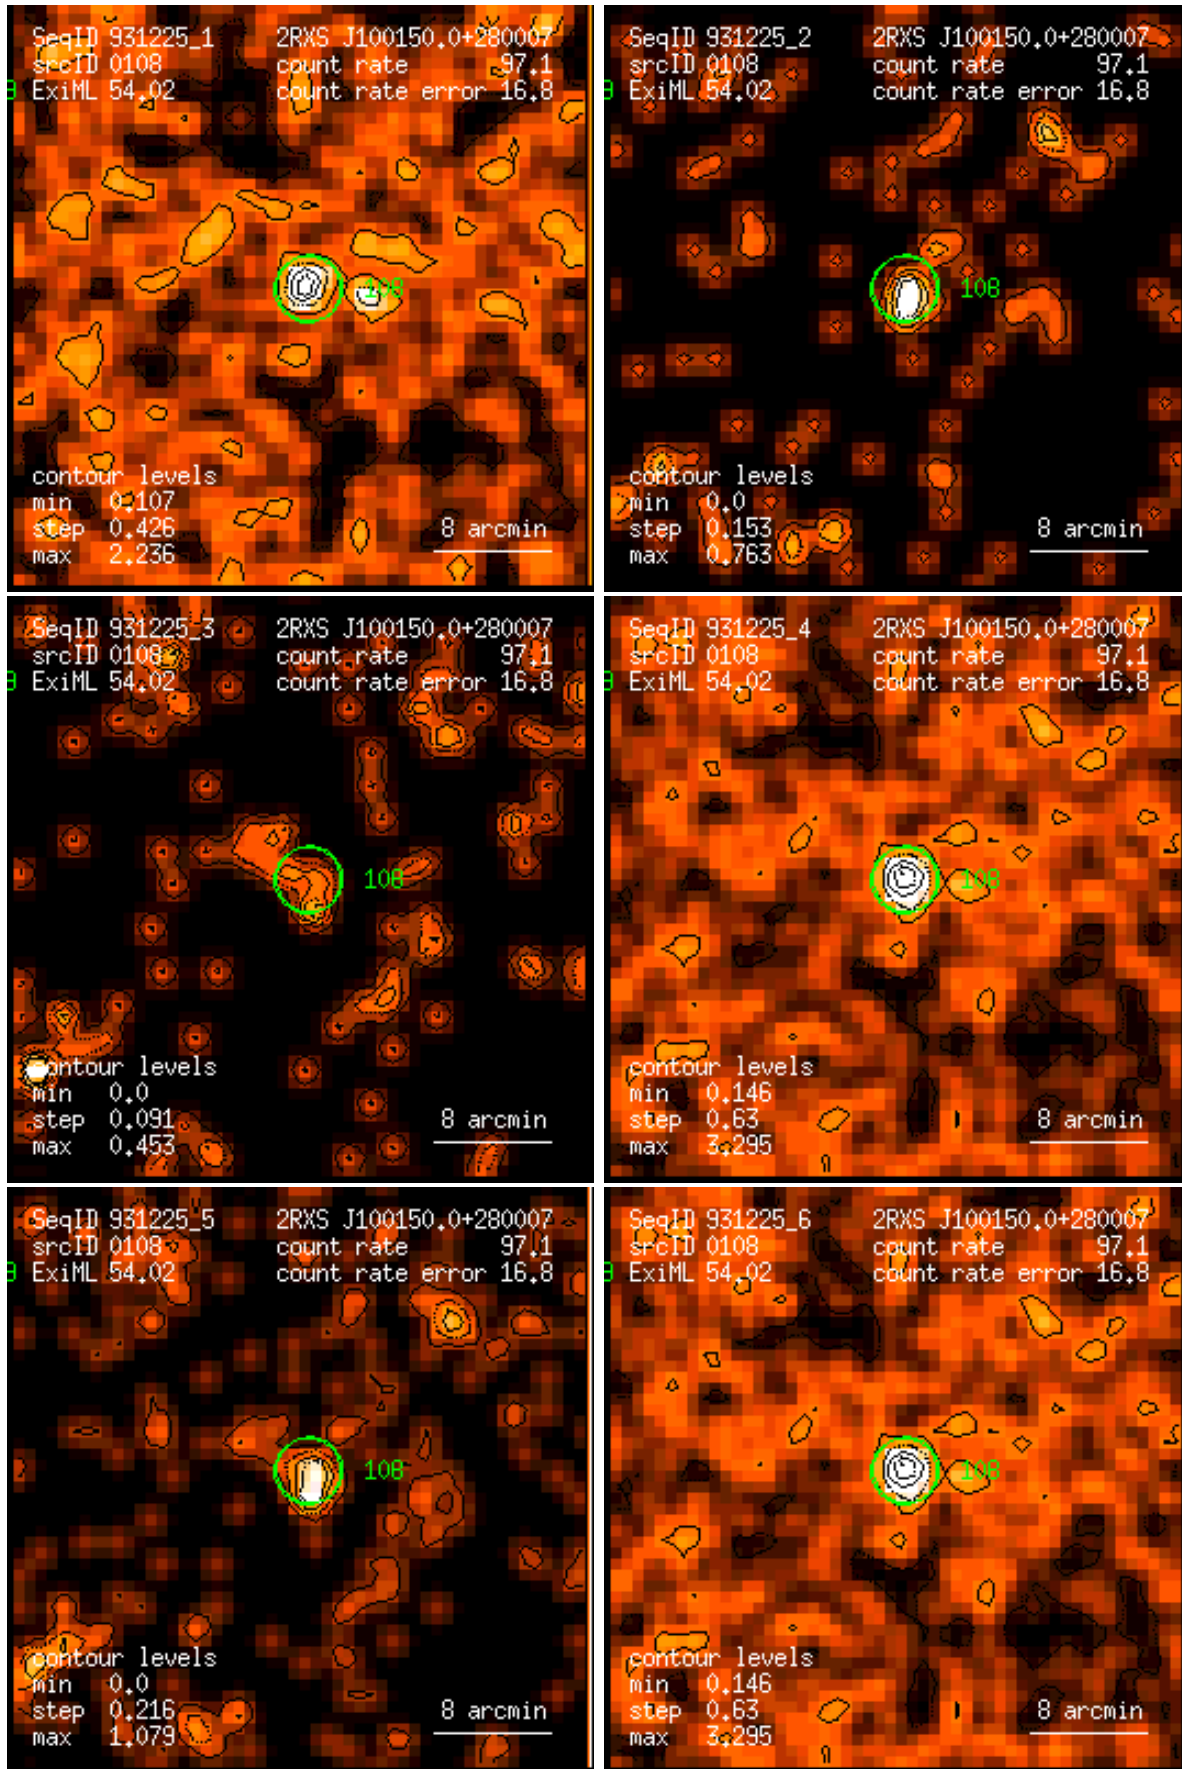 SeqID 931225_1 2RXS J100150.0+280007
srcID 0108 count rate 97.1
9 ExiML 54.02 count rate error 16.8
108
contour levels
min 0.107
step 0.426 8 arcmin
max 2.236
SeqID 931225_2 2RXS J100150.0+280007
srcID 0108 count rate 97.1
9 ExiML 54.02 count rate error 16.8
108
contour levels
min 0.0
step 0.153 8 arcmin
max 0.763
SeqID 931225_3 2RXS J100150.0+280007
srcID 0108 count rate 97.1
9 ExiML 54.02 count rate error 16.8
108
contour levels
min 0.0
step 0.091 8 arcmin
max 0.453
SeqID 931225_4 2RXS J100150.0+280007
srcID 0108 count rate 97.1
9 ExiML 54.02 count rate error 16.8
108
contour levels
min 0.146
step 0.63 8 arcmin
max 3.295
SeqID 931225_5 2RXS J100150.0+280007
srcID 0108 count rate 97.1
9 ExiML 54.02 count rate error 16.8
108
contour levels
min 0.0
step 0.216 8 arcmin
max 1.079
SeqID 931225_6 2RXS J100150.0+280007
srcID 0108 count rate 97.1
9 ExiML 54.02 count rate error 16.8
108
contour levels
min 0.146
step 0.63 8 arcmin
max 3.295